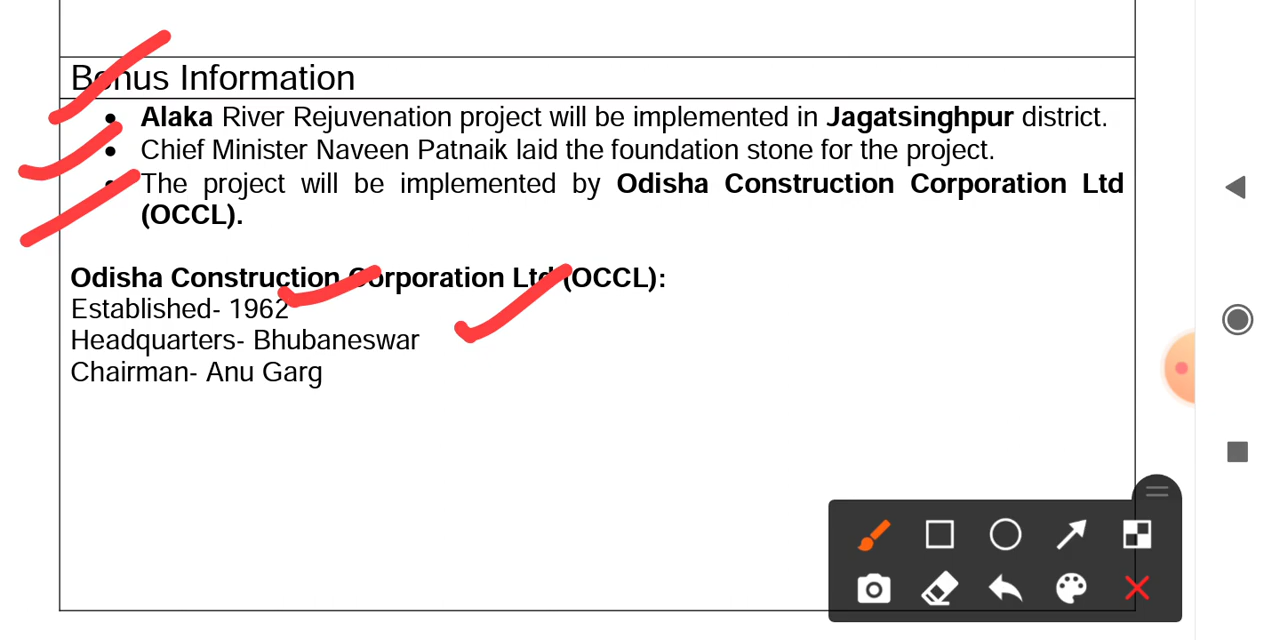 Bonus Information
• Alaka River Rejuvenation project will be implemented in Jagatsinghpur district.
• Chief Minister Naveen Patnaik laid the foundation stone for the project.
• The project will be implemented by Odisha Construction Corporation Ltd
(OCCL).
Odisha Construction Corporation Ltd (OCCL):
Established- 1962
Headquarters- Bhubaneswar
Chairman- Anu Garg